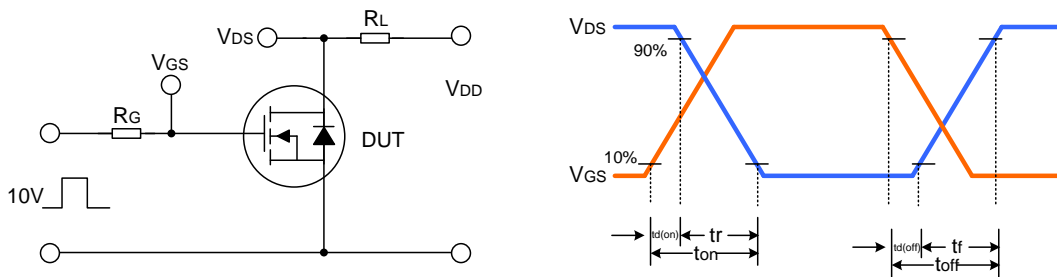 VDS
RL
VGS
RG
VDD
DUT
10V
VDS
90%
10%
VGS
td(on)
tr
ton
td(off)
tf
toff